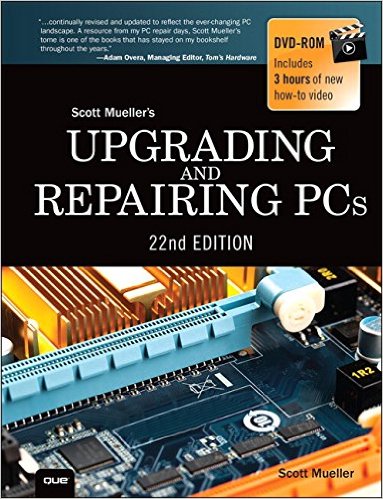 "...continually revised and updated to reflect the ever-changing PC
landscape. A resource from my PC repair days, Scott Mueller's
tome is one of the books that has stayed on my bookshelf
throughout the years."
—Adam Overa, Managing Editor, Tom's Hardware
DVD-ROM
Includes
3 hours of new
how-to video
Scott Mueller's
UPGRADING
AND
REPAIRING PCs
22nd EDITION
2R0
1R2
QUE
Scott Mueller